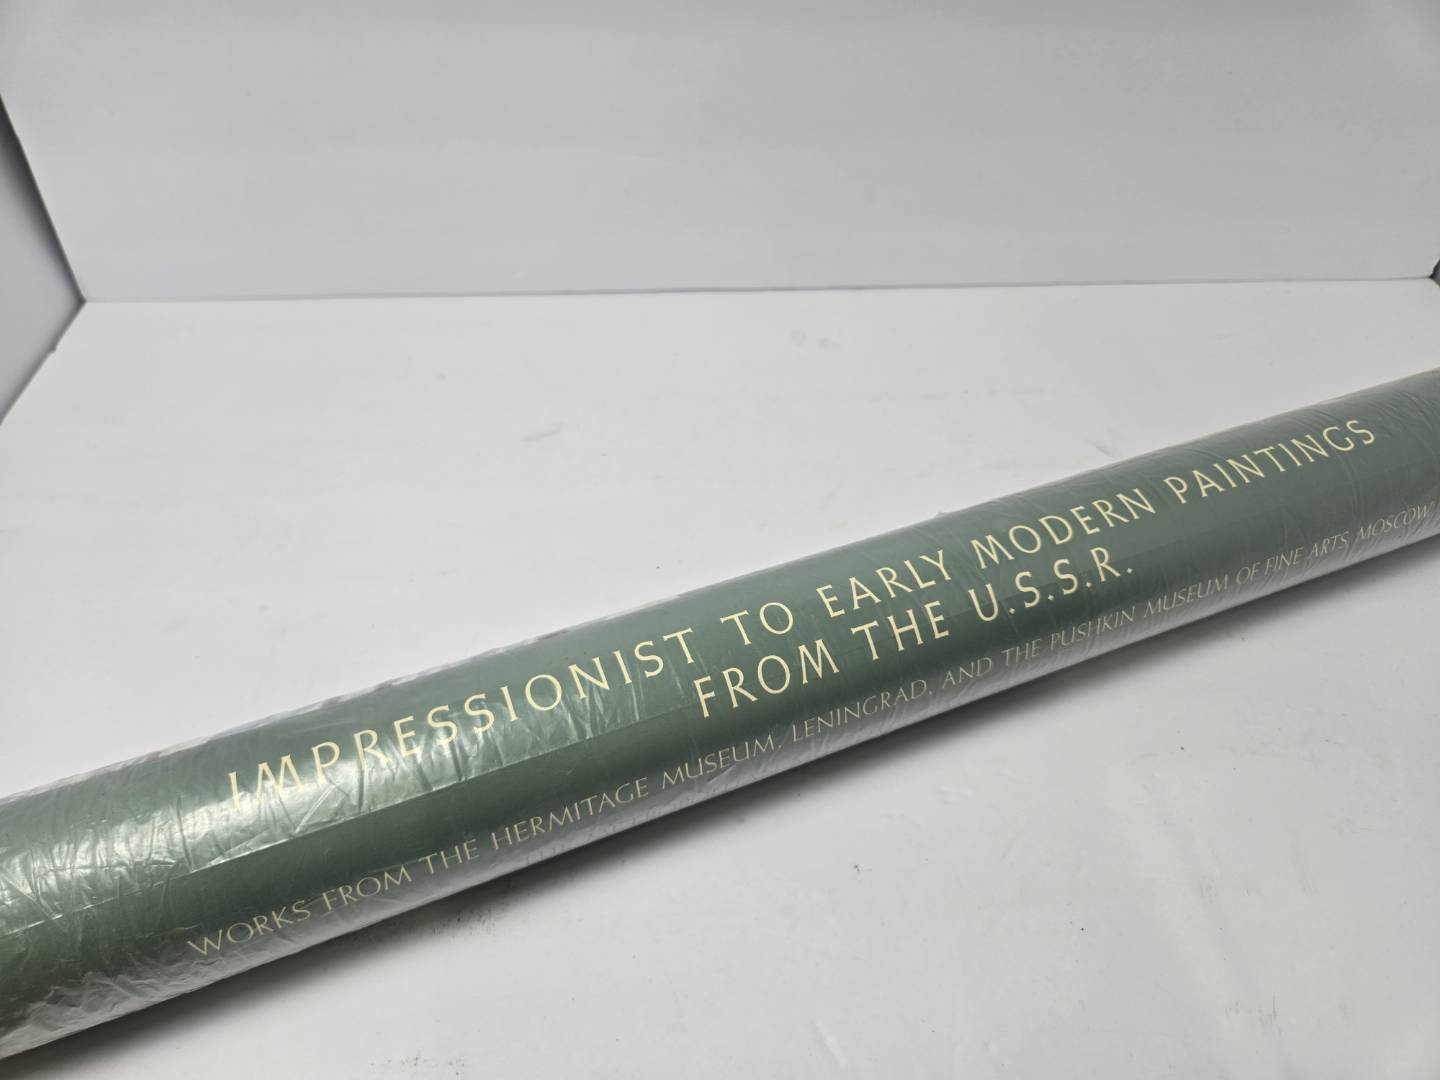 IMPRESSIONIST TO EARLY MODERN PAINTINGS
FROM THE U.S.S.R.
WORKS FROM THE HERMITAGE MUSEUM, LENINGRAD, AND THE PUSHKIN MUSEUM OF FINE ARTS, MOSCOW